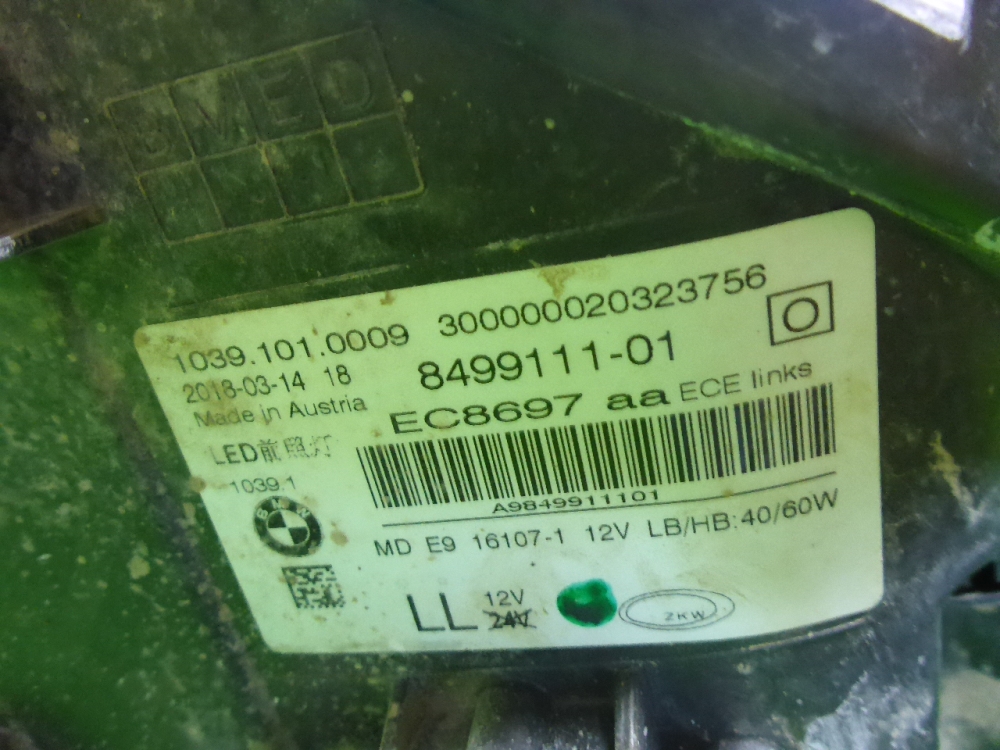 BMED
1039.101.0009 300000020323756
2018-03-14 18 8499111-01 O
Made in Austria EC8697 aa ECE links
LED前照灯
1039.1
A9849911101
BMW
MD E9 16107-1 12V LB/HB:40/60W
LL 12V
24V
ZKW